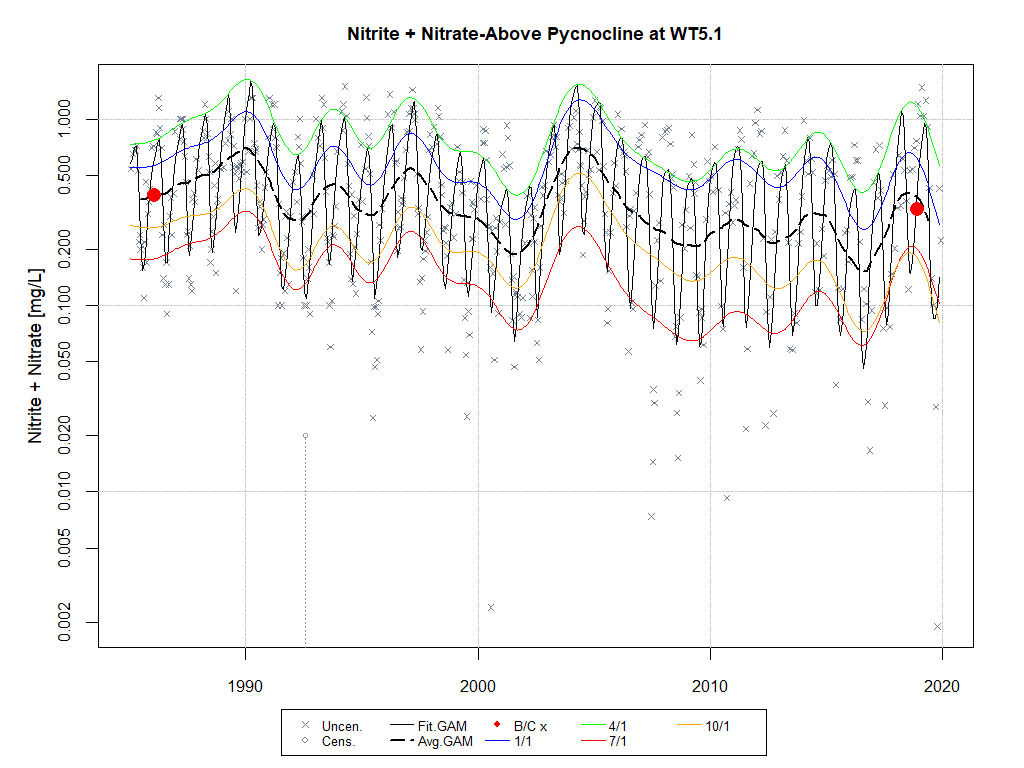 Nitrite + Nitrate-Above Pycnocline at WT5.1
Nitrite + Nitrate [mg/L]
1.000
0.500
0.200
0.100
0.050
0.020
0.010
0.005
0.002
1990 2000 2010 2020
Uncen. Fit.GAM B/C x 4/1 10/1
Cens. Avg.GAM 1/1 7/1